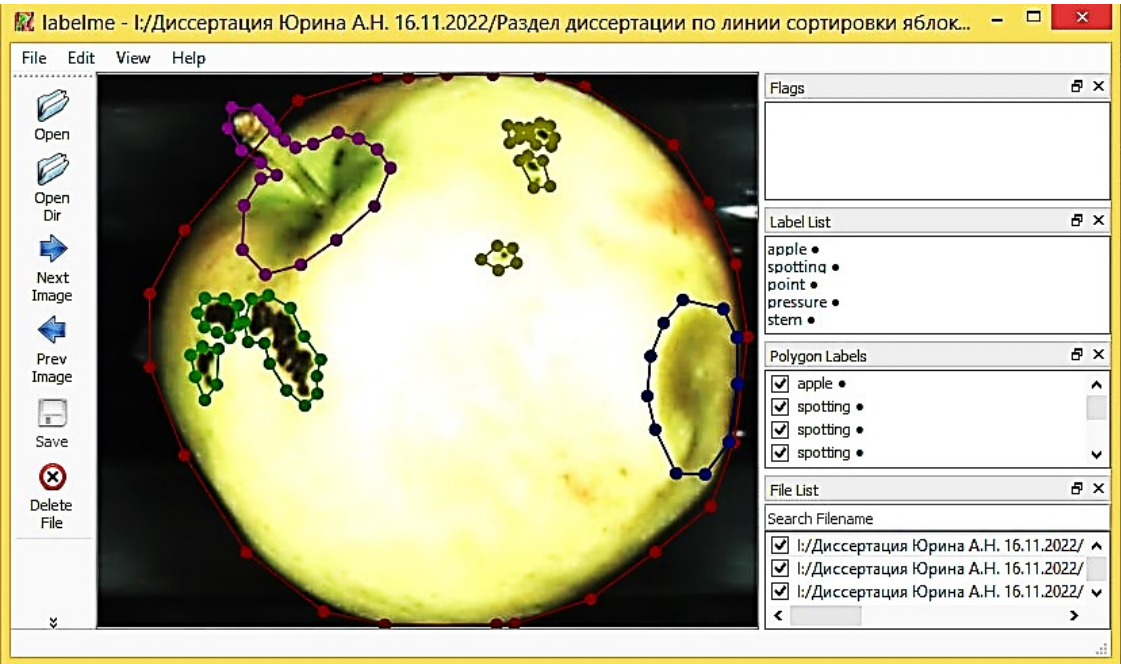 labelme - I:/Диссертация Юрина А.Н. 16.11.2022/Раздел диссертации по линии сортировки яблок...
File Edit View Help
Open
Open
Dir
Next
Image
Prev
Image
Save
Delete
File
Flags
Label List
apple
spotting
point
pressure
stem
Polygon Labels
apple
spotting
spotting
spotting
File List
Search Filename
I:/Диссертация Юрина А.Н. 16.11.2022/
I:/Диссертация Юрина А.Н. 16.11.2022/
I:/Диссертация Юрина А.Н. 16.11.2022/